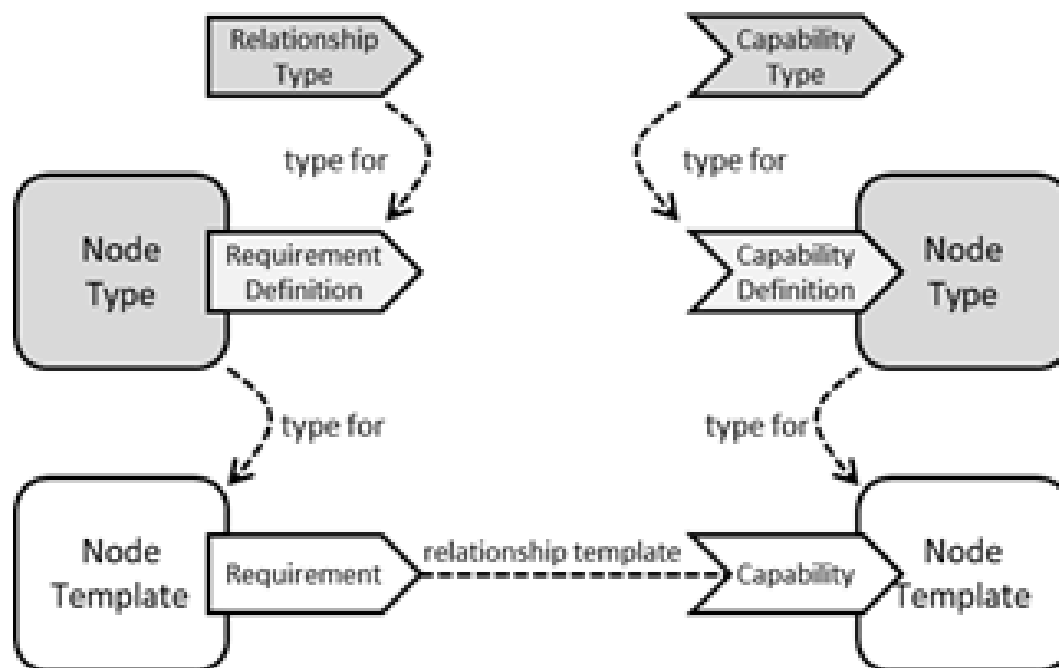 Relationship
Type
Capability
Type
type for
type for
Node
Type
Requirement
Definition
Capability
Definition
Node
Type
type for
type for
Node
Template
Requirement
relationship template
Capability
Node
Template